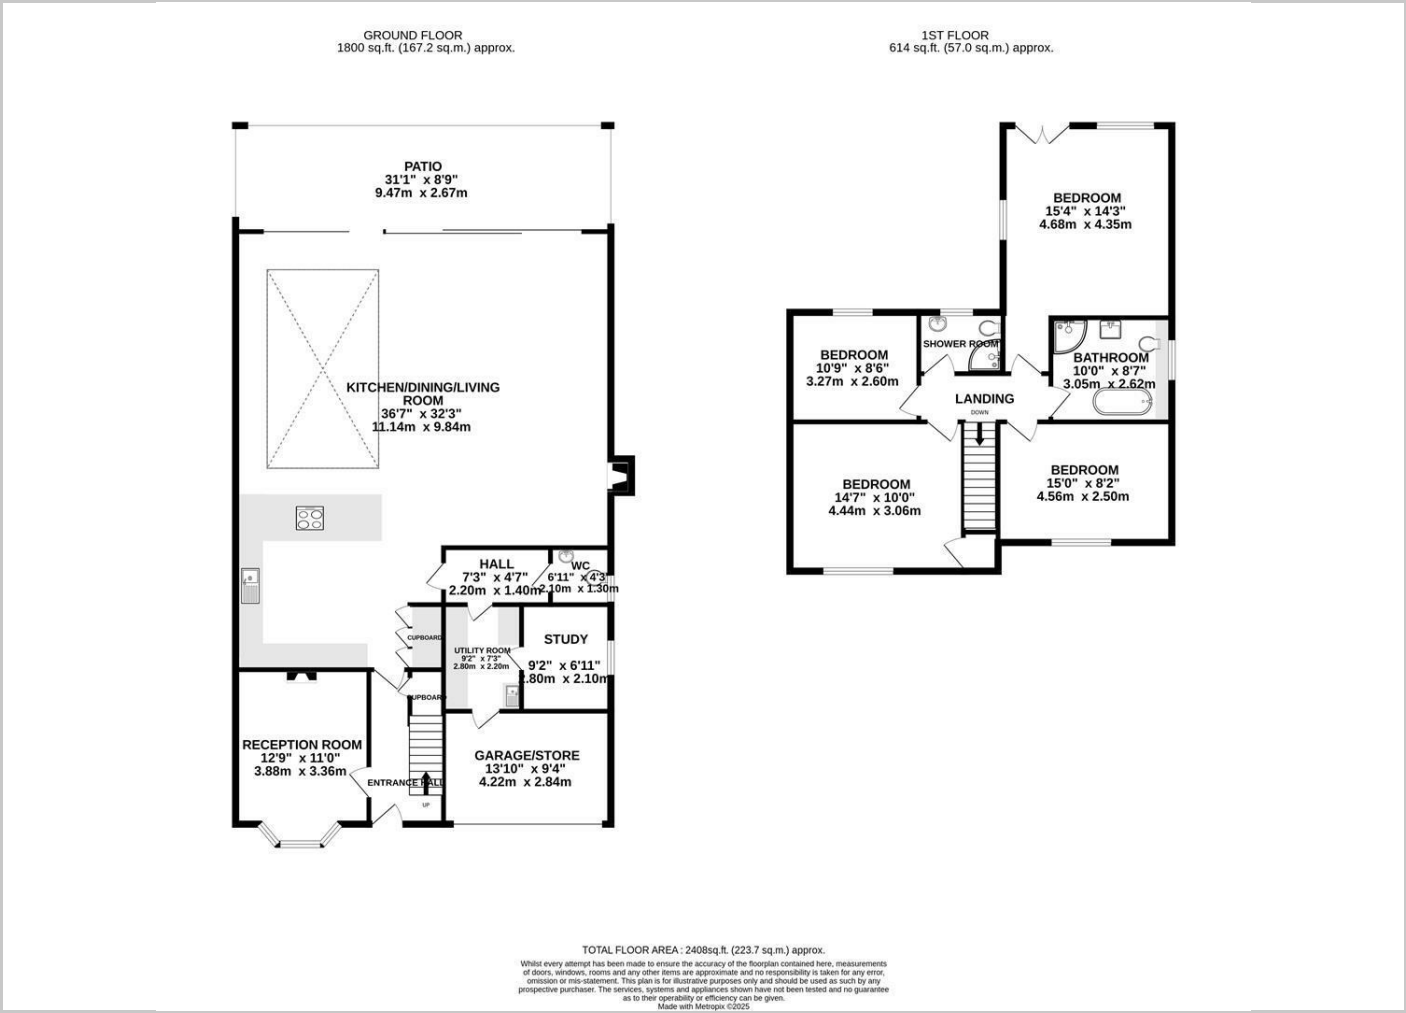 GROUND FLOOR
1800 sq.ft. (167.2 sq.m.) approx.
1ST FLOOR
614 sq.ft. (57.0 sq.m.) approx.
PATIO
31'1" x 8'9"
9.47m x 2.67m
KITCHEN/DINING/LIVING
ROOM
36'7" x 32'3"
11.14m x 9.84m
HALL
7'3" x 4'7"
2.20m x 1.40m
WC
6'11" x 4'3"
2.10m x 1.30m
CUPBOARD
UTILITY ROOM
9'2" x 7'3"
2.80m x 2.20m
STUDY
9'2" x 6'11"
2.80m x 2.10m
CUPBOARD
RECEPTION ROOM
12'9" x 11'0"
3.88m x 3.36m
ENTRANCE HALL
UP
GARAGE/STORE
13'10" x 9'4"
4.22m x 2.84m
BEDROOM
15'4" x 14'3"
4.68m x 4.35m
BEDROOM
10'9" x 8'6"
3.27m x 2.60m
SHOWER ROOM
BATHROOM
10'0" x 8'7"
3.05m x 2.62m
LANDING
DOWN
BEDROOM
14'7" x 10'0"
4.44m x 3.06m
BEDROOM
15'0" x 8'2"
4.56m x 2.50m
TOTAL FLOOR AREA : 2408sq.ft. (223.7 sq.m.) approx.
Whilst every attempt has been made to ensure the accuracy of the floorplan contained here, measurements
of doors, windows, rooms and any other items are approximate and no responsibility is taken for any error,
omission or mis-statement. This plan is for illustrative purposes only and should be used as such by any
prospective purchaser. The services, systems and appliances shown have not been tested and no guarantee
as to their operability or efficiency can be given.
Made with Metropix ©2025